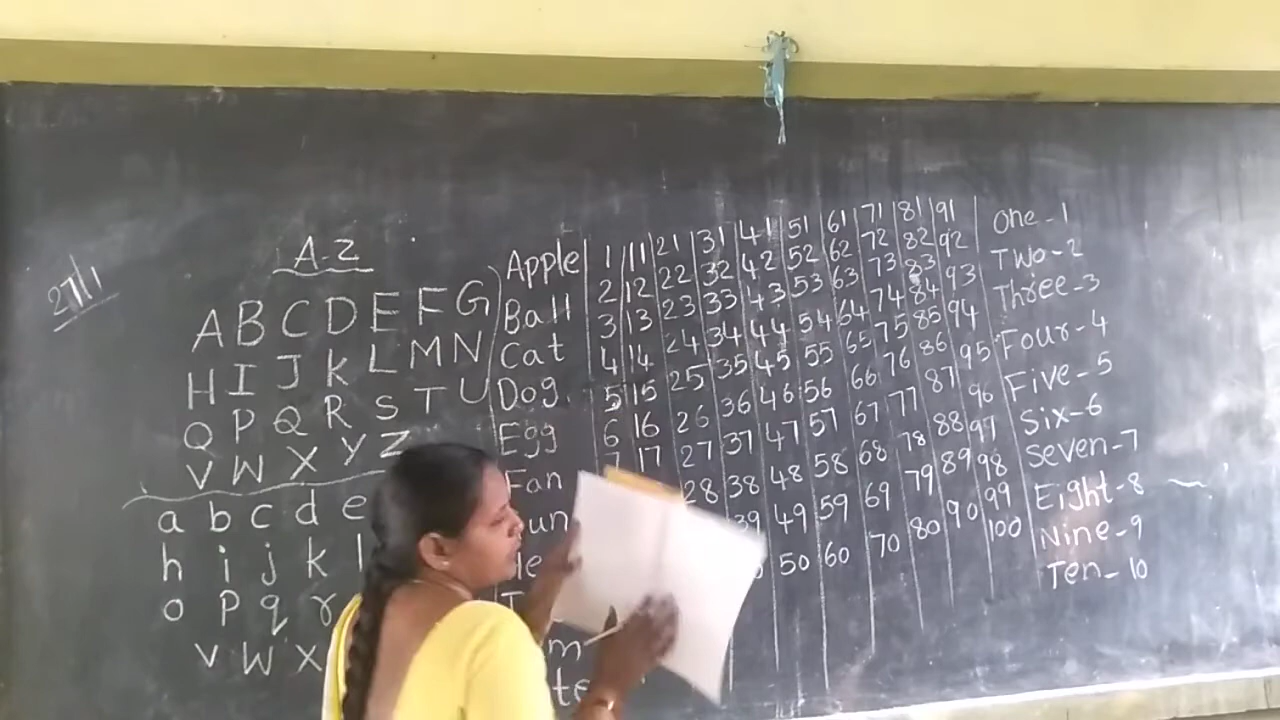 27/1
A-Z
A B C D E F G
H I J K L M N
O P Q R S T U
V W X Y Z
a b c d e
h i j k l
o p q r
v w x
Apple
Ball
Cat
Dog
Egg
Fan
1 11 21 31 41 51 61 71 81 91
2 12 22 32 42 52 62 72 82 92
3 13 23 33 43 53 63 73 83 93
4 14 24 34 44 54 64 74 84 94
5 15 25 35 45 55 65 75 85 95
6 16 26 36 46 56 66 76 86 96
7 17 27 37 47 57 67 77 87 97
28 38 48 58 68 78 88 98
39 49 59 69 79 89 99
50 60 70 80 90 100
One-1
Two-2
Three-3
Four-4
Five-5
Six-6
Seven-7
Eight-8
Nine-9
Ten-10